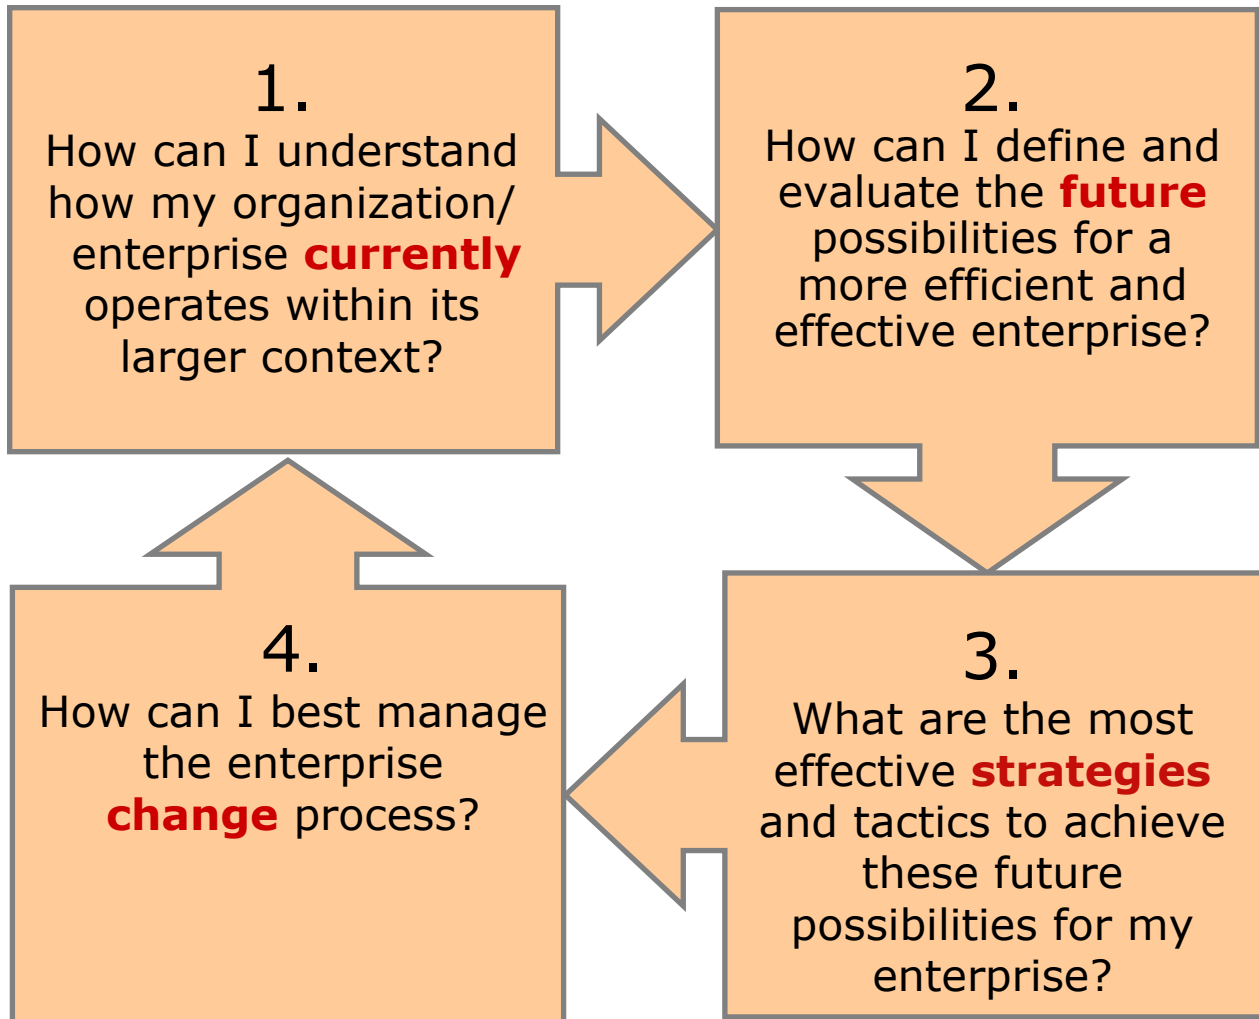 1.
How can I understand
how my organization/
enterprise currently
operates within its
larger context?
2.
How can I define and
evaluate the future
possibilities for a
more efficient and
effective enterprise?
3.
What are the most
effective strategies
and tactics to achieve
these future
possibilities for my
enterprise?
4.
How can I best manage
the enterprise
change process?